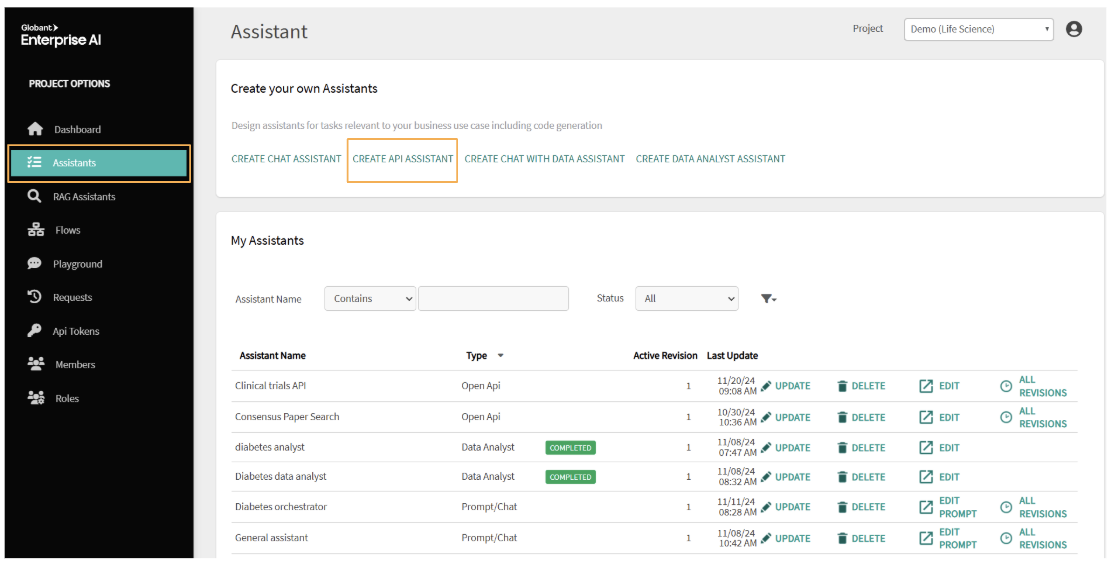 Globant
Enterprise AI
PROJECT OPTIONS
Dashboard
Assistants
RAG Assistants
Flows
Playground
Requests
Api Tokens
Members
Roles
Assistant
Project Demo (Life Science)
Create your own Assistants
Design assistants for tasks relevant to your business use case including code generation
CREATE CHAT ASSISTANT CREATE API ASSISTANT CREATE CHAT WITH DATA ASSISTANT CREATE DATA ANALYST ASSISTANT
My Assistants
Assistant Name Contains Status All
Assistant Name Type Active Revision Last Update
Clinical trials API Open Api 1 11/20/24 09:08 AM UPDATE DELETE EDIT ALL REVISIONS
Consensus Paper Search Open Api 1 10/30/24 10:36 AM UPDATE DELETE EDIT ALL REVISIONS
diabetes analyst Data Analyst COMPLETED 1 11/08/24 07:47 AM UPDATE DELETE EDIT
Diabetes data analyst Data Analyst COMPLETED 1 11/08/24 08:32 AM UPDATE DELETE EDIT
Diabetes orchestrator Prompt/Chat 1 11/11/24 08:28 AM UPDATE DELETE EDIT PROMPT ALL REVISIONS
General assistant Prompt/Chat 1 11/08/24 10:42 AM UPDATE DELETE EDIT PROMPT ALL REVISIONS